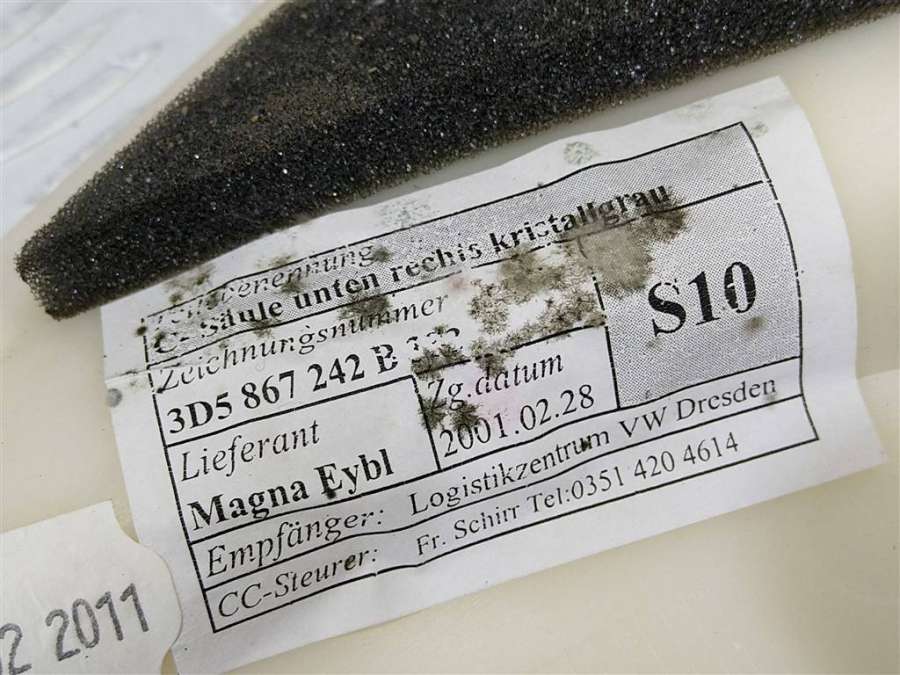 C- Säule unten rechts kristallgrau
Zeichnungsnummer
3D5 867 242 B
S10
Lieferant
Zg.datum
Magna Eybl
2001.02.28
Empfänger: Logistikzentrum VW Dresden
CC-Steurer: Fr. Schirr Tel:0351 420 4614
2 2011